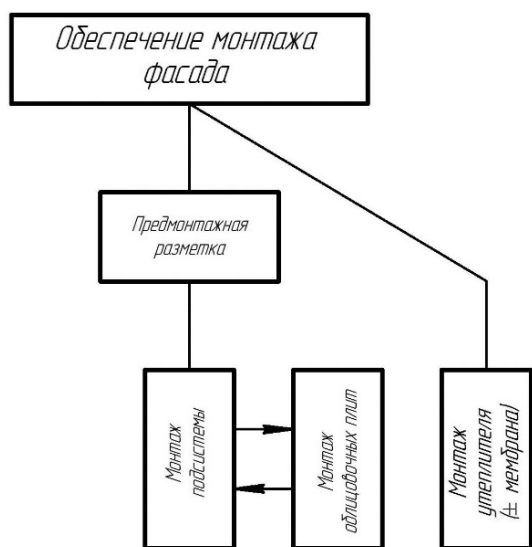 Обеспечение монтажа
фасада
Предмонтажная
разметка
Монтаж
подсистемы
Монтаж
облицовочных плит
Монтаж
утеплителя
(± мембрана)